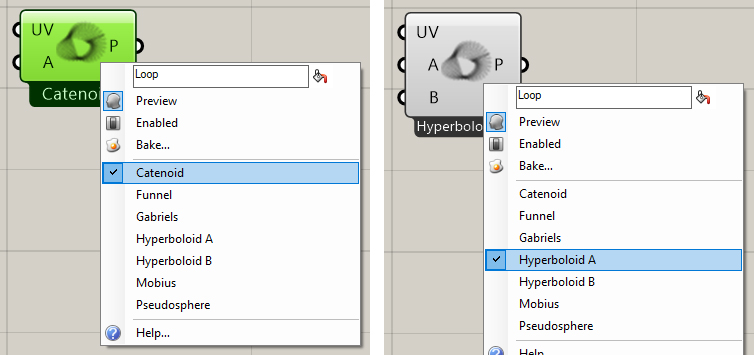 UV
A
P
Catenoi
Loop
Preview
Enabled
Bake...
Catenoid
Funnel
Gabriels
Hyperboloid A
Hyperboloid B
Mobius
Pseudosphere
Help...
UV
A
P
B
Hyperbolo
Loop
Preview
Enabled
Bake...
Catenoid
Funnel
Gabriels
Hyperboloid A
Hyperboloid B
Mobius
Pseudosphere
Help